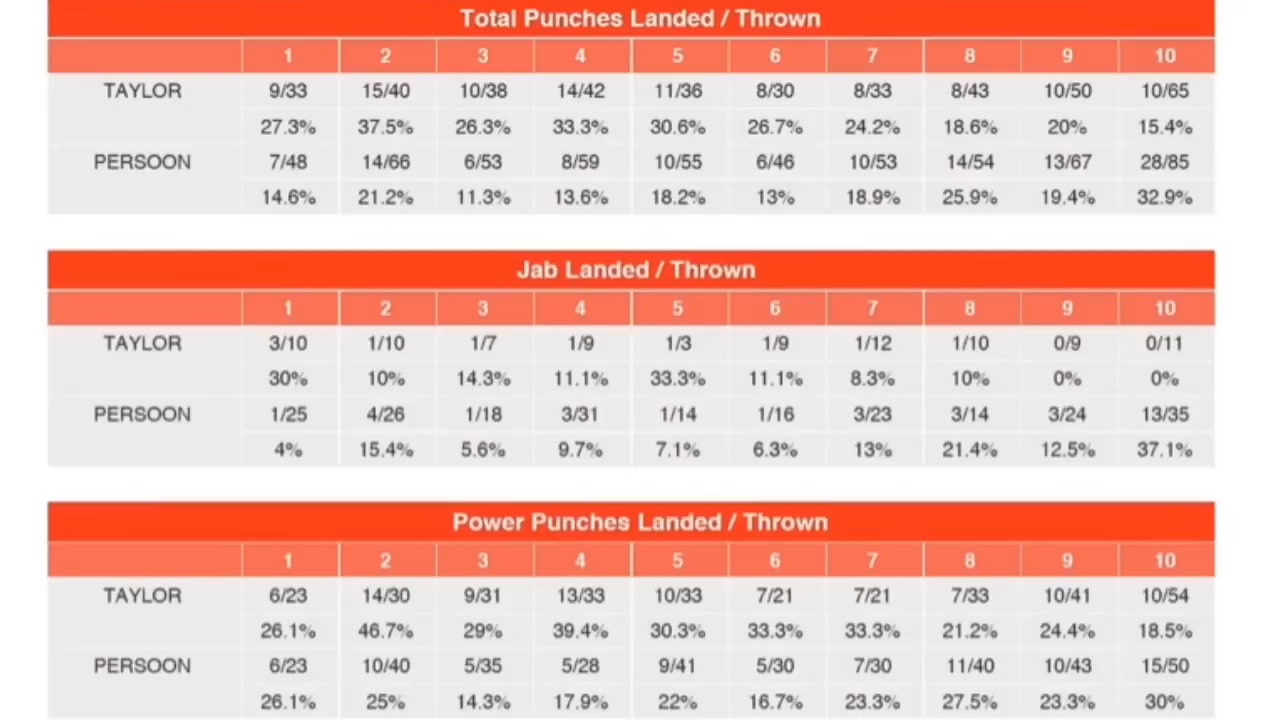 Total Punches Landed / Thrown
1 2 3 4 5 6 7 8 9 10
TAYLOR 9/33 15/40 10/38 14/42 11/36 8/30 8/33 8/43 10/50 10/65
27.3% 37.5% 26.3% 33.3% 30.6% 26.7% 24.2% 18.6% 20% 15.4%
PERSOON 7/48 14/66 6/53 8/59 10/55 6/46 10/53 14/54 13/67 28/85
14.6% 21.2% 11.3% 13.6% 18.2% 13% 18.9% 25.9% 19.4% 32.9%
Jab Landed / Thrown
1 2 3 4 5 6 7 8 9 10
TAYLOR 3/10 1/10 1/7 1/9 1/3 1/9 1/12 1/10 0/9 0/11
30% 10% 14.3% 11.1% 33.3% 11.1% 8.3% 10% 0% 0%
PERSOON 1/25 4/26 1/18 3/31 1/14 1/16 3/23 3/14 3/24 13/35
4% 15.4% 5.6% 9.7% 7.1% 6.3% 13% 21.4% 12.5% 37.1%
Power Punches Landed / Thrown
1 2 3 4 5 6 7 8 9 10
TAYLOR 6/23 14/30 9/31 13/33 10/33 7/21 7/21 7/33 10/41 10/54
26.1% 46.7% 29% 39.4% 30.3% 33.3% 33.3% 21.2% 24.4% 18.5%
PERSOON 6/23 10/40 5/35 5/28 9/41 5/30 7/30 11/40 10/43 15/50
26.1% 25% 14.3% 17.9% 22% 16.7% 23.3% 27.5% 23.3% 30%